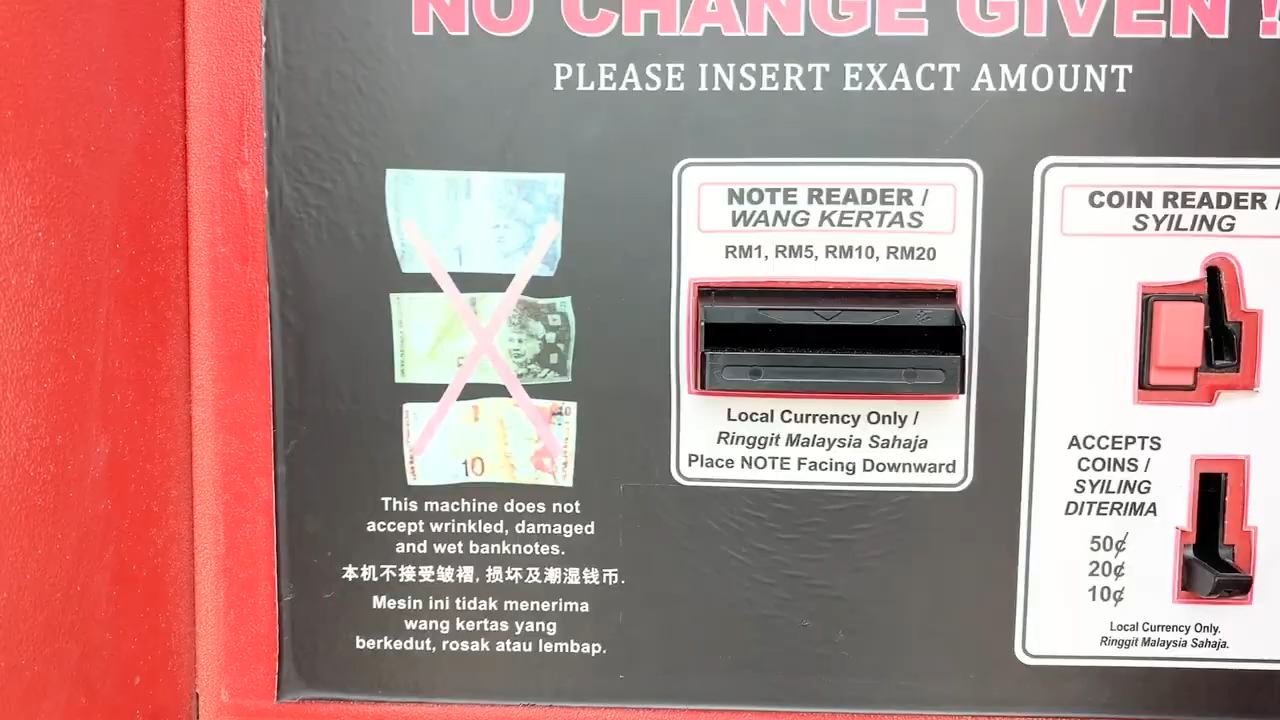 NO CHANGE GIVEN !
PLEASE INSERT EXACT AMOUNT
1
10
10
This machine does not
accept wrinkled, damaged
and wet banknotes.
本机不接受皱褶, 损坏及潮湿钱币.
Mesin ini tidak menerima
wang kertas yang
berkedut, rosak atau lembap.
NOTE READER /
WANG KERTAS
RM1, RM5, RM10, RM20
Local Currency Only /
Ringgit Malaysia Sahaja
Place NOTE Facing Downward
COIN READER /
SYILING
ACCEPTS
COINS /
SYILING
DITERIMA
50¢
20¢
10¢
Local Currency Only.
Ringgit Malaysia Sahaja.